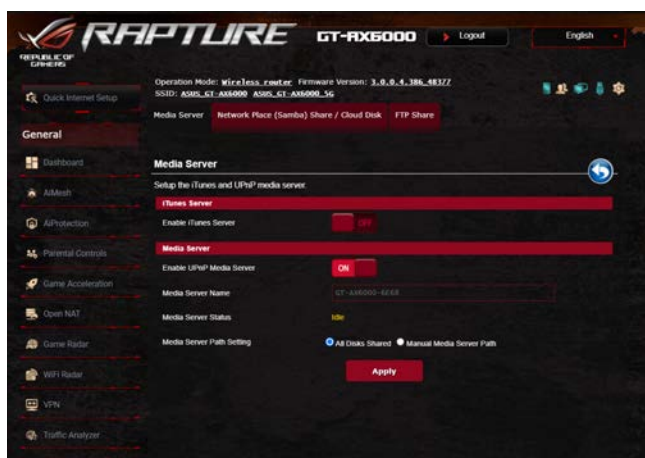 REPUBLIC OF
GAMERS
RAPTURE
GT-AX6000
Logout
English
Operation Mode: Wireless router Firmware Version: 3.0.0.4.386_48377
SSID: ASUS_GT-AX6000 ASUS_GT-AX6000_5G
Quick Internet Setup
General
Dashboard
AiMesh
AiProtection
Parental Controls
Game Acceleration
Open NAT
Game Radar
WiFi Radar
VPN
Traffic Analyzer
Media Server Network Place (Samba) Share / Cloud Disk FTP Share
Media Server
Setup the iTunes and UPnP media server.
iTunes Server
Enable iTunes Server OFF
Media Server
Enable UPnP Media Server ON
Media Server Name
Media Server Status Idle
Media Server Path Setting All Disks Shared Manual Media Server Path
Apply